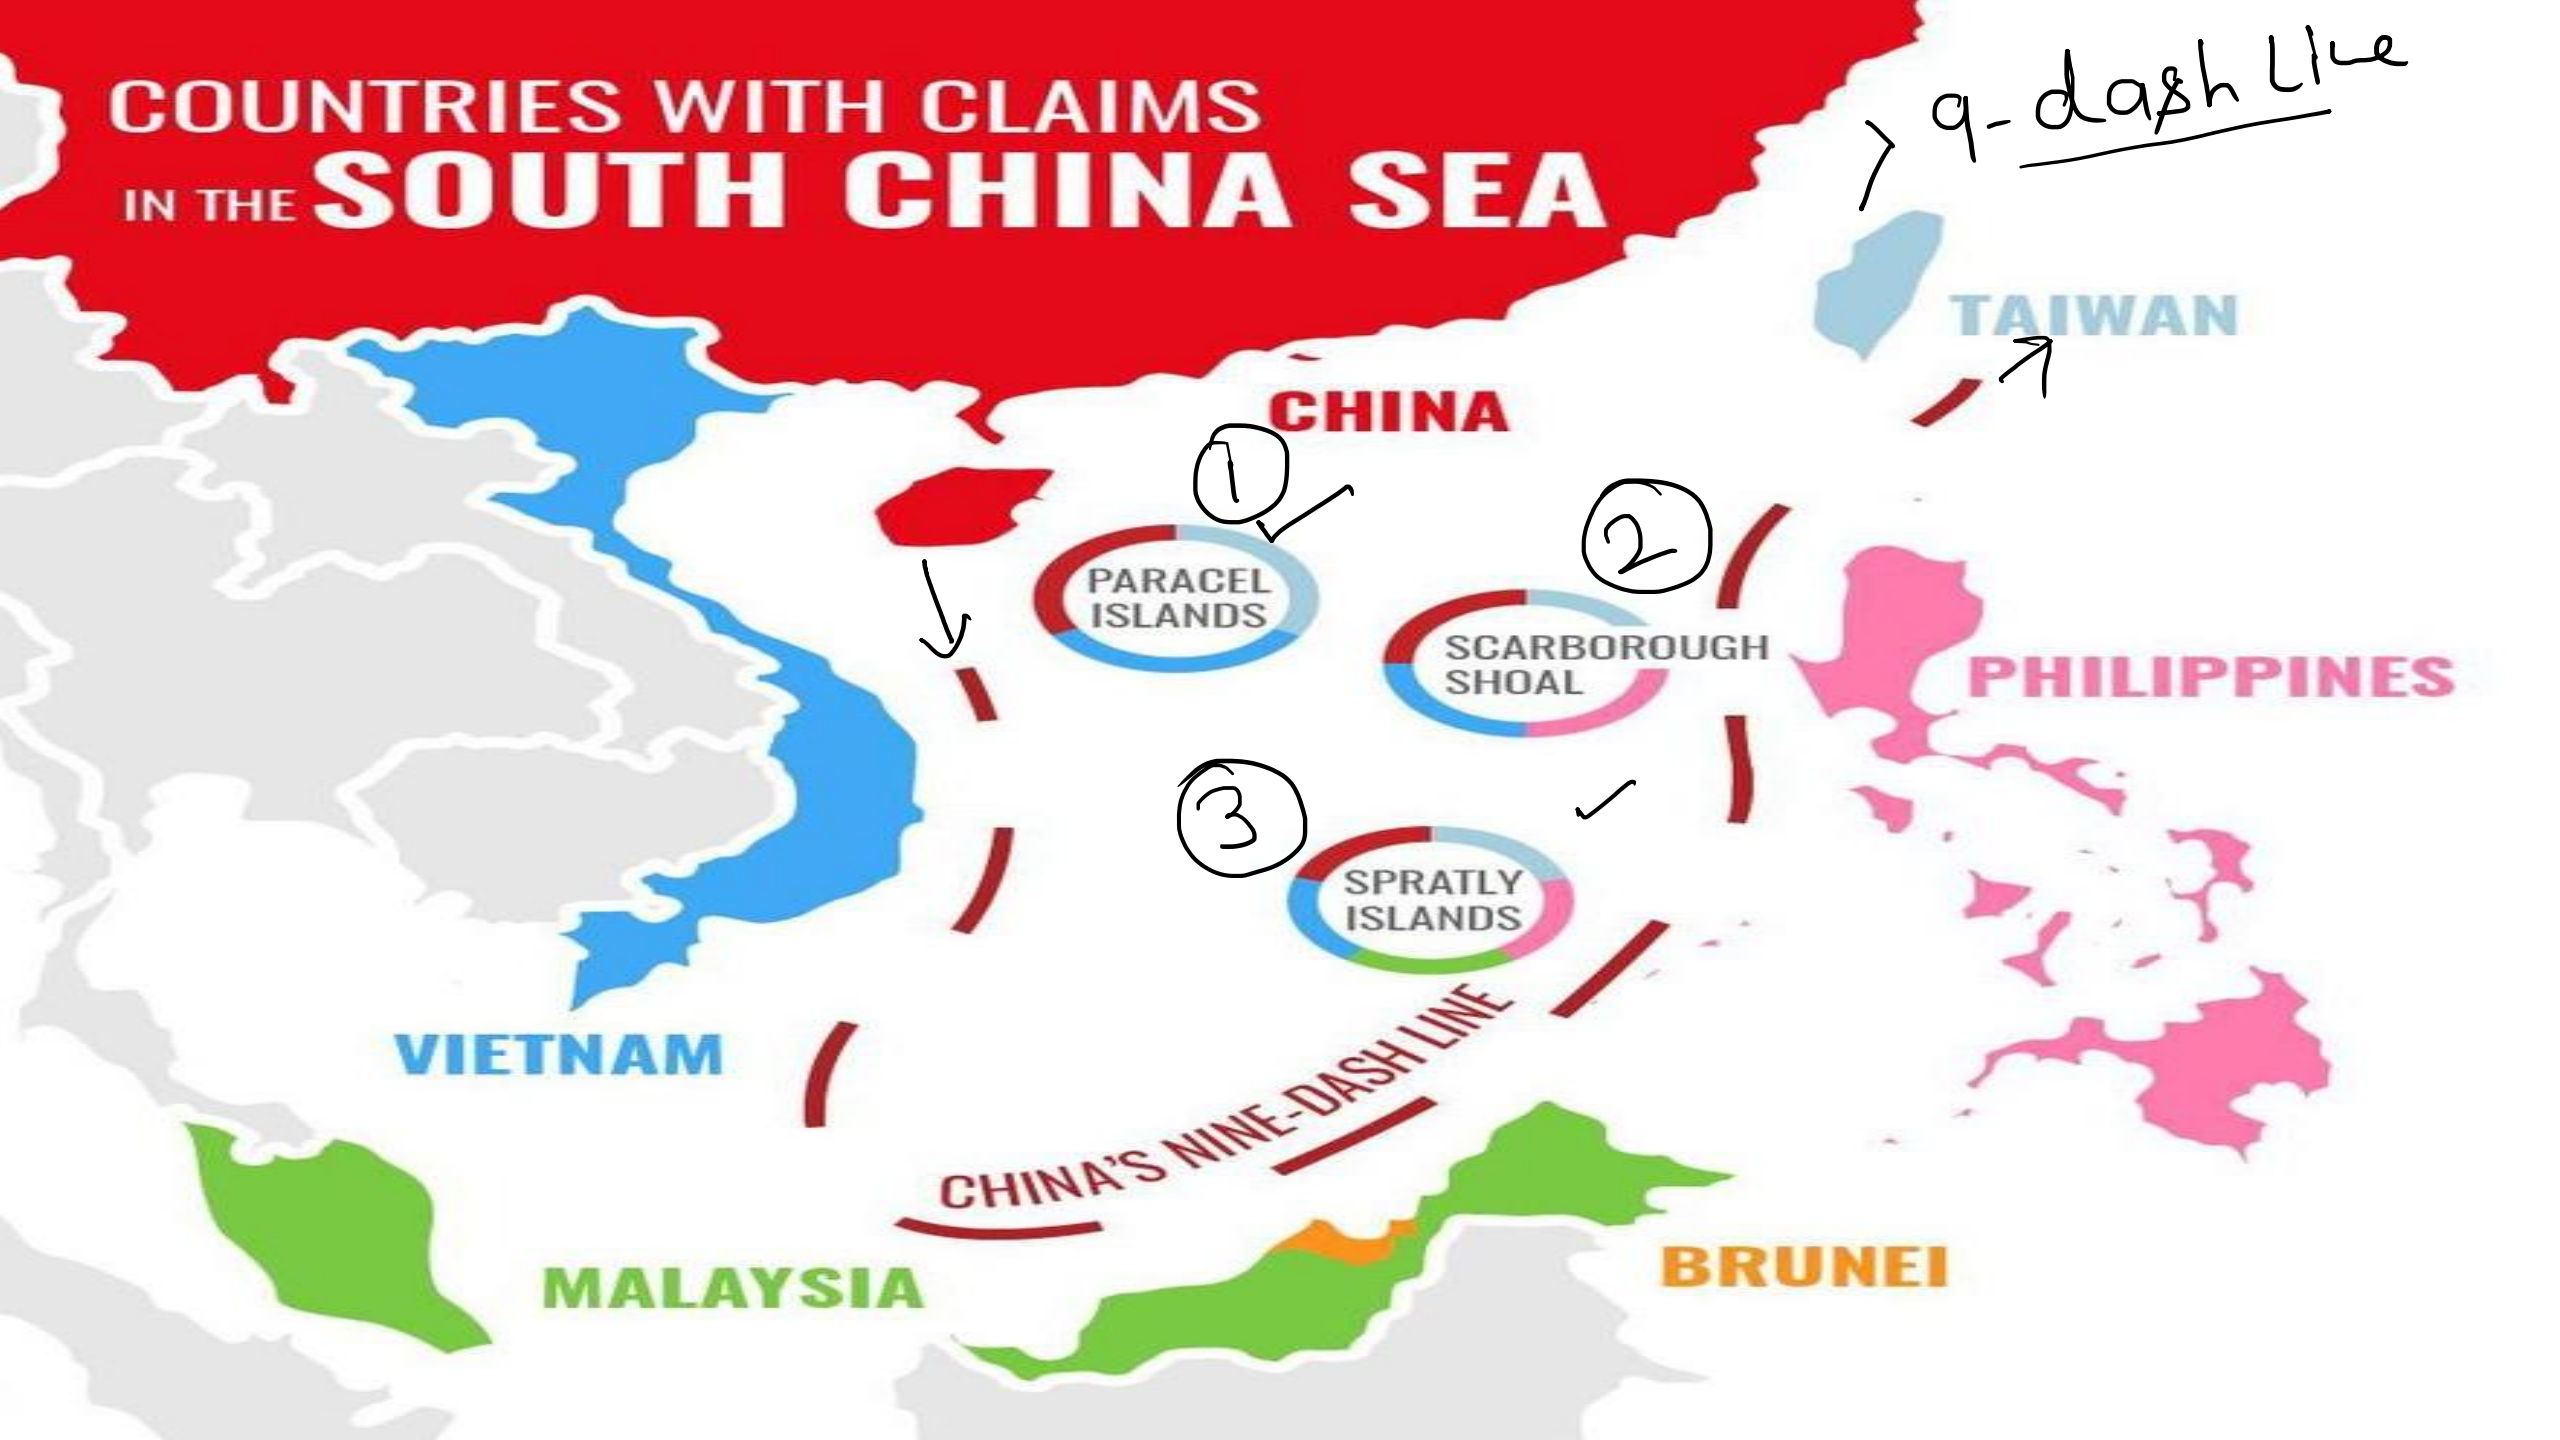 COUNTRIES WITH CLAIMS
IN THE SOUTH CHINA SEA
9-dash Line
TAIWAN
CHINA
1
2
PARACEL
ISLANDS
SCARBOROUGH
SHOAL
PHILIPPINES
3
SPRATLY
ISLANDS
VIETNAM
CHINA'S NINE-DASH LINE
MALAYSIA
BRUNEI